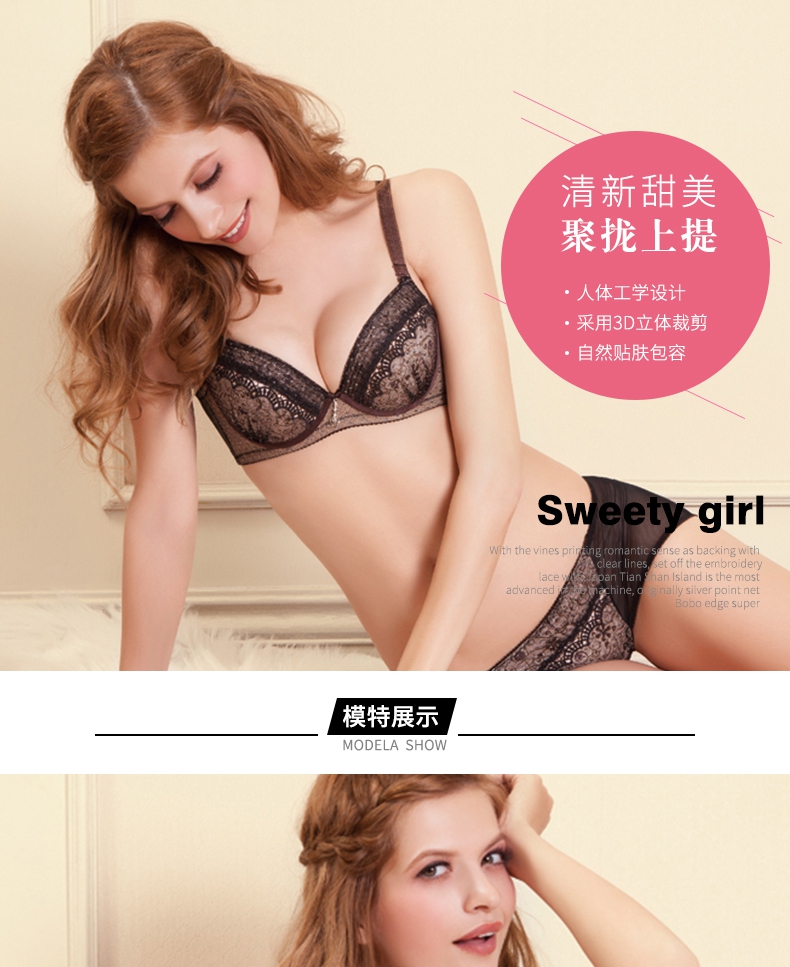 清新甜美
聚拢上提
· 人体工学设计
· 采用3D立体裁剪
· 自然贴肤包容
Sweety girl
With the vines printing romantic sense as backing with
clear lines, set off the embroidery
lace with Japan Tian Shan Island is the most
advanced machine, originally silver point net
Bobo edge super
模特展示
MODELA SHOW